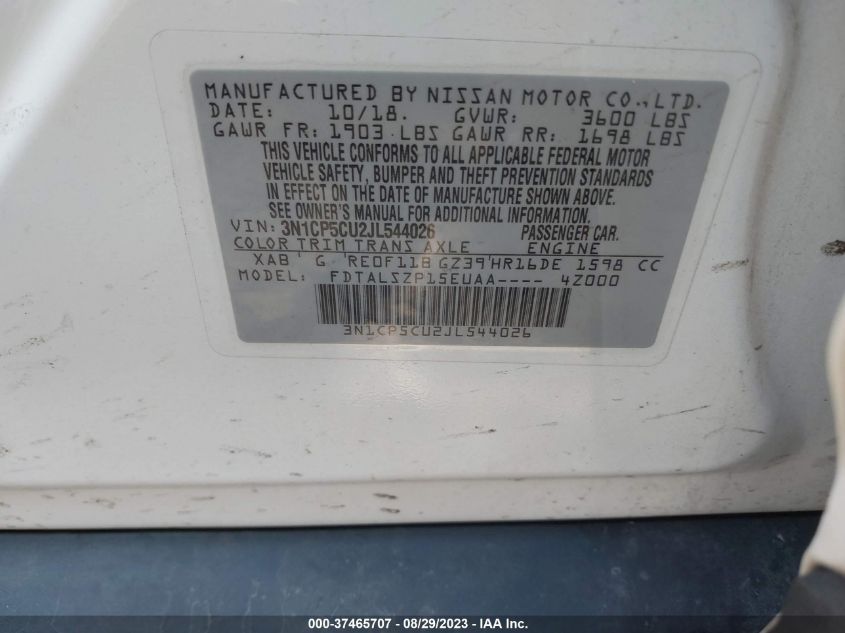 MANUFACTURED BY NISSAN MOTOR CO., LTD.
DATE: 10/18. GVWR: 3600 LBS
GAWR FR: 1903 LBS GAWR RR: 1698 LBS
THIS VEHICLE CONFORMS TO ALL APPLICABLE FEDERAL MOTOR
VEHICLE SAFETY, BUMPER AND THEFT PREVENTION STANDARDS
IN EFFECT ON THE DATE OF MANUFACTURE SHOWN ABOVE.
SEE OWNER'S MANUAL FOR ADDITIONAL INFORMATION.
VIN: 3N1CP5CU2JL544026 PASSENGER CAR.
COLOR TRIM TRANS AXLE ENGINE
XAB' G 'RE0F11B GZ39'HR16DE 1598 CC
MODEL: FDTALSZP15EUAA---- 4Z000
3N1CP5CU2JL544026
000-37465707 - 08/29/2023 - IAA Inc.